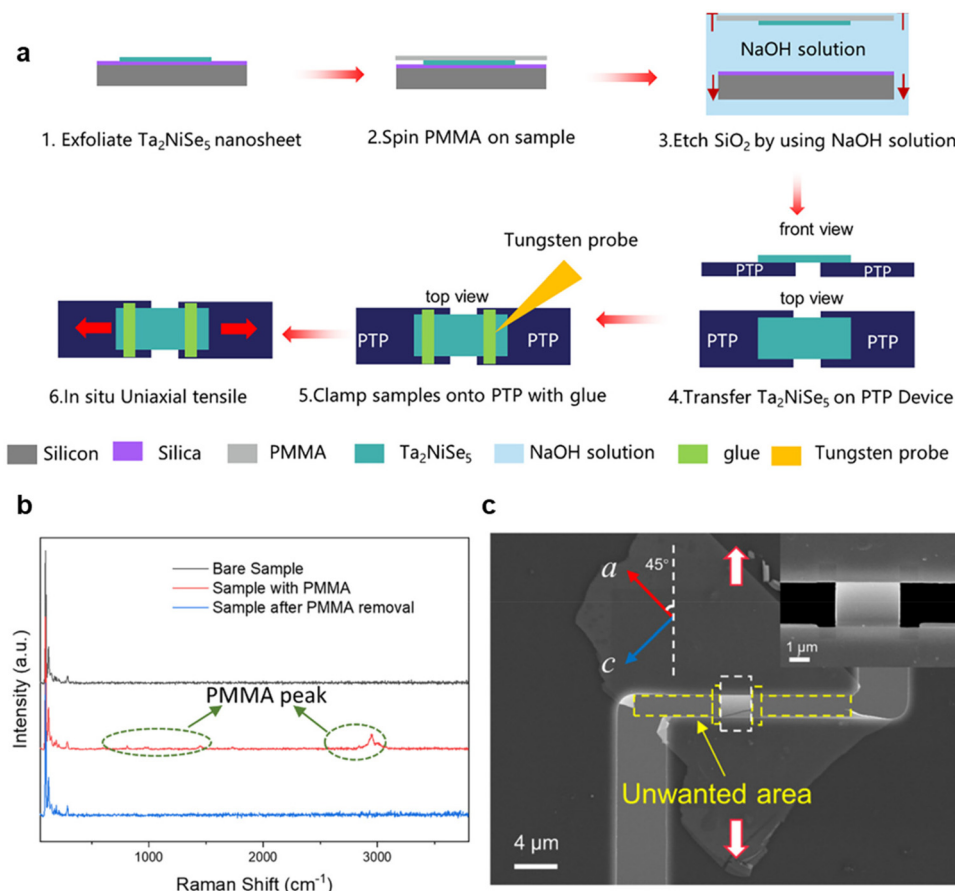 a
NaOH solution
1. Exfoliate Ta₂NiSe₅ nanosheet
2.Spin PMMA on sample
3.Etch SiO₂ by using NaOH solution
front view
PTP PTP
top view
PTP PTP
4.Transfer Ta₂NiSe₅ on PTP Device
Tungsten probe
top view
PTP PTP
5.Clamp samples onto PTP with glue
6.In situ Uniaxial tensile
Silicon Silica PMMA Ta₂NiSe₅ NaOH solution glue Tungsten probe
b
Bare Sample
Sample with PMMA
Sample after PMMA removal
PMMA peak
Intensity (a.u.)
1000 2000 3000
Raman Shift (cm⁻¹)
c
45°
a
c
1 μm
Unwanted area
4 μm